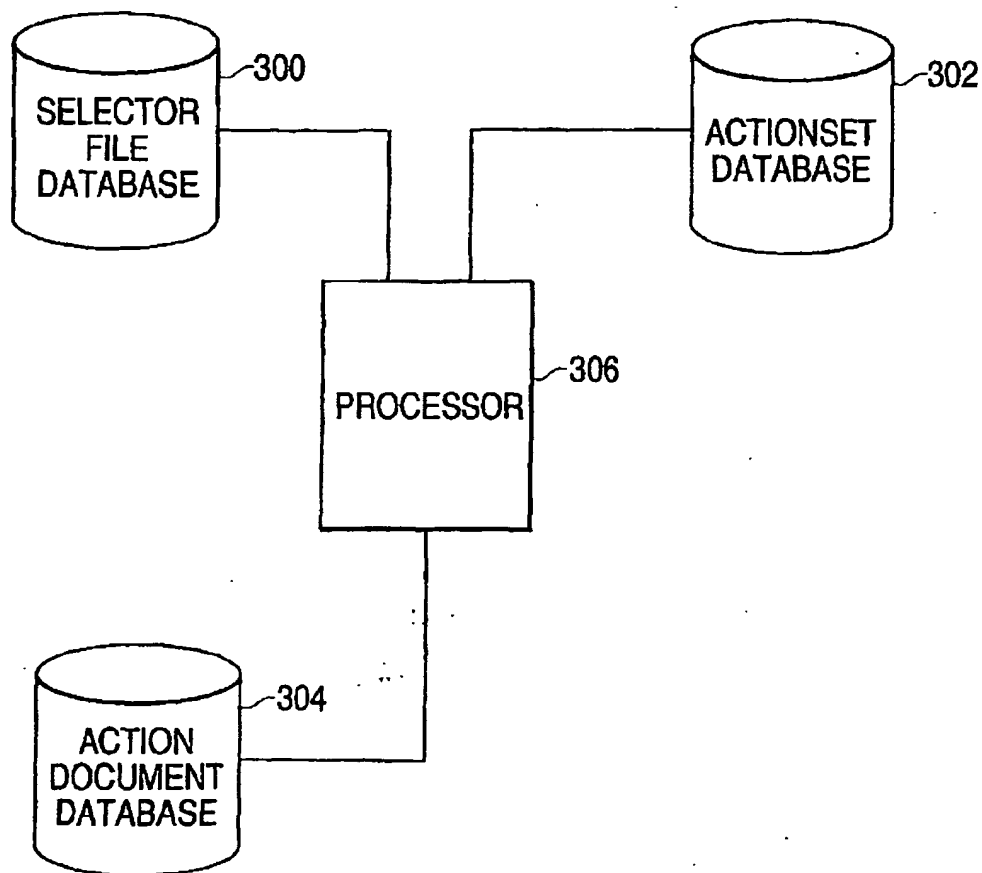 300
SELECTOR
FILE
DATABASE
302
ACTIONSET
DATABASE
306
PROCESSOR
304
ACTION
DOCUMENT
DATABASE